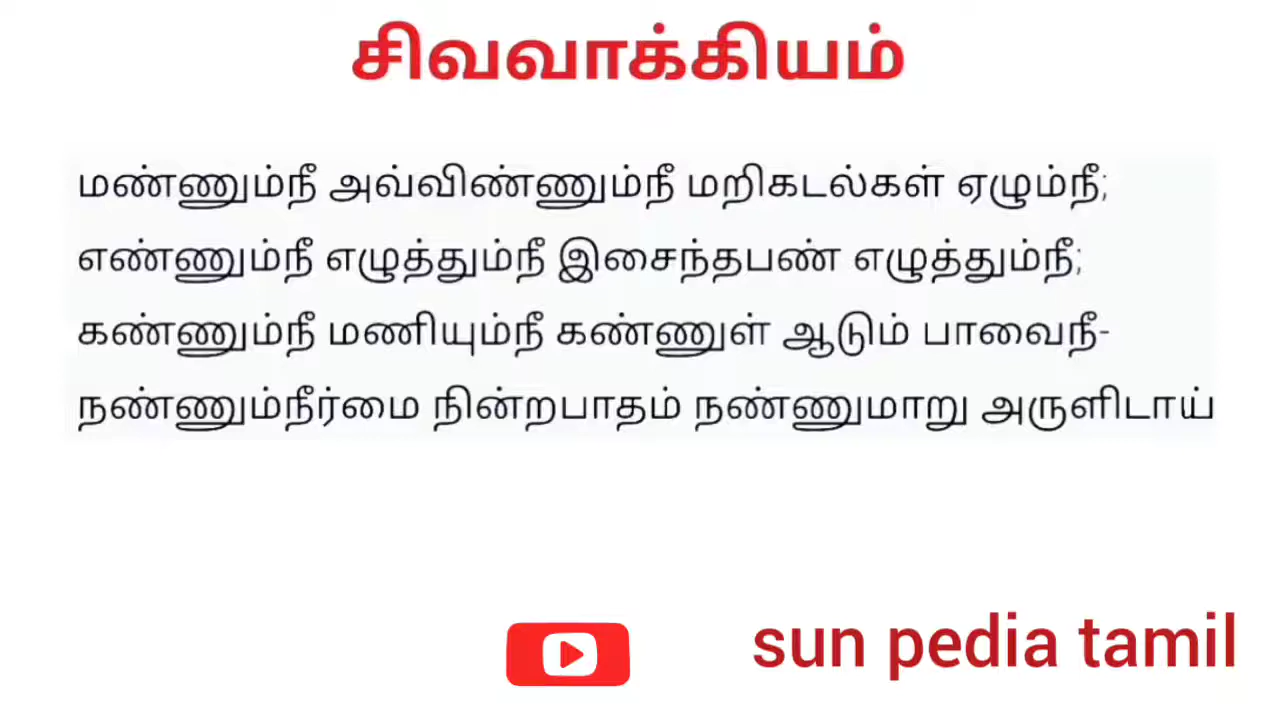 சிவவாக்கியம்
மண்ணும்நீ அவ்விண்ணும்நீ மறிகடல்கள் ஏழும்நீ;
எண்ணும்நீ எழுத்தும்நீ இசைந்தபண் எழுத்தும்நீ;
கண்ணும்நீ மணியும்நீ கண்ணுள் ஆடும் பாவைநீ-
நண்ணும்நீர்மை நின்றபாதம் நண்ணுமாறு அருளிடாய்
sun pedia tamil